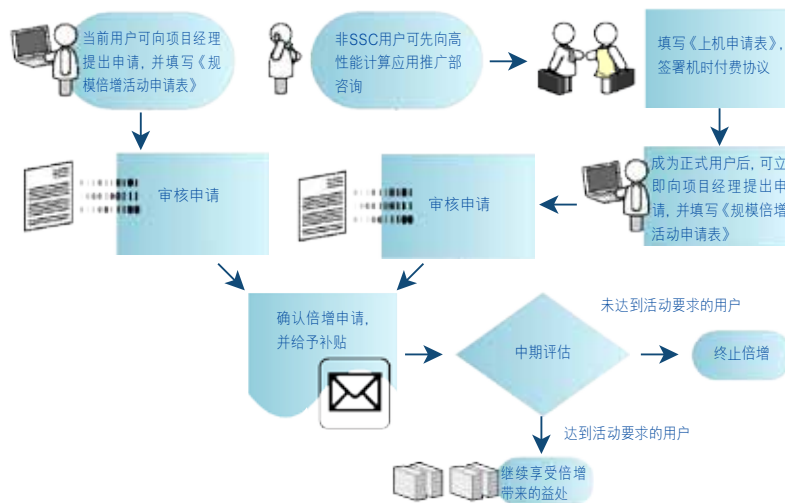 当前用户可向项目经理
提出申请，并填写《规
模倍增活动申请表》
非SSC用户可先向高
性能计算应用推广部
咨询
填写《上机申请表》，
签署机时付费协议
审核申请
审核申请
成为正式用户后，可立
即向项目经理提出申
请，并填写《规模倍增
活动申请表》
确认倍增申请，
并给予补贴
中期评估
未达到活动要求的用户
终止倍增
达到活动要求的用户
继续享受倍增
带来的益处